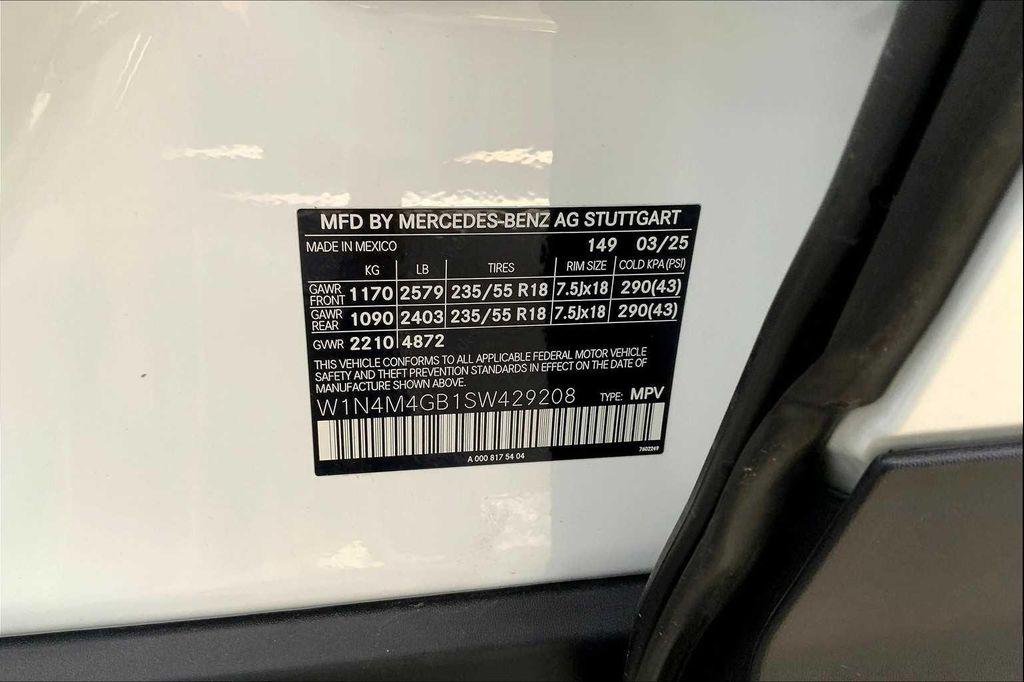 MFD BY MERCEDES-BENZ AG STUTTGART
MADE IN MEXICO 149 03/25
KG LB TIRES RIM SIZE COLD KPA (PSI)
GAWR FRONT 1170 2579 235/55 R18 7.5Jx18 290(43)
GAWR REAR 1090 2403 235/55 R18 7.5Jx18 290(43)
GVWR 2210 4872
THIS VEHICLE CONFORMS TO ALL APPLICABLE FEDERAL MOTOR VEHICLE
SAFETY AND THEFT PREVENTION STANDARDS IN EFFECT ON THE DATE OF
MANUFACTURE SHOWN ABOVE.
W1N4M4GB1SW429208 TYPE: MPV
A 000 817 54 04 7602269